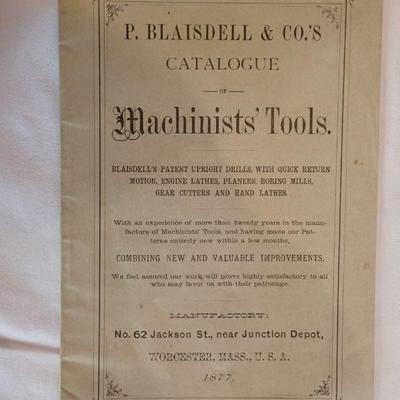 P. BLAISDELL & CO.'S
CATALOGUE
OF
Machinists' Tools.
BLAISDELL'S PATENT UPRIGHT DRILLS, WITH QUICK RETURN
MOTION, ENGINE LATHES, PLANERS, BORING MILLS,
GEAR CUTTERS AND HAND LATHES.
With an experience of more than twenty years in the manu-
facture of Machinists' Tools, and having made our Pat-
terns entirely new within a few months,
COMBINING NEW AND VALUABLE IMPROVEMENTS,
We feel assured our work will prove highly satisfactory to all
who may favor us with their patronage.
MANUFACTORY:
No. 62 Jackson St., near Junction Depot,
WORCESTER, MASS., U. S. A.
1877.